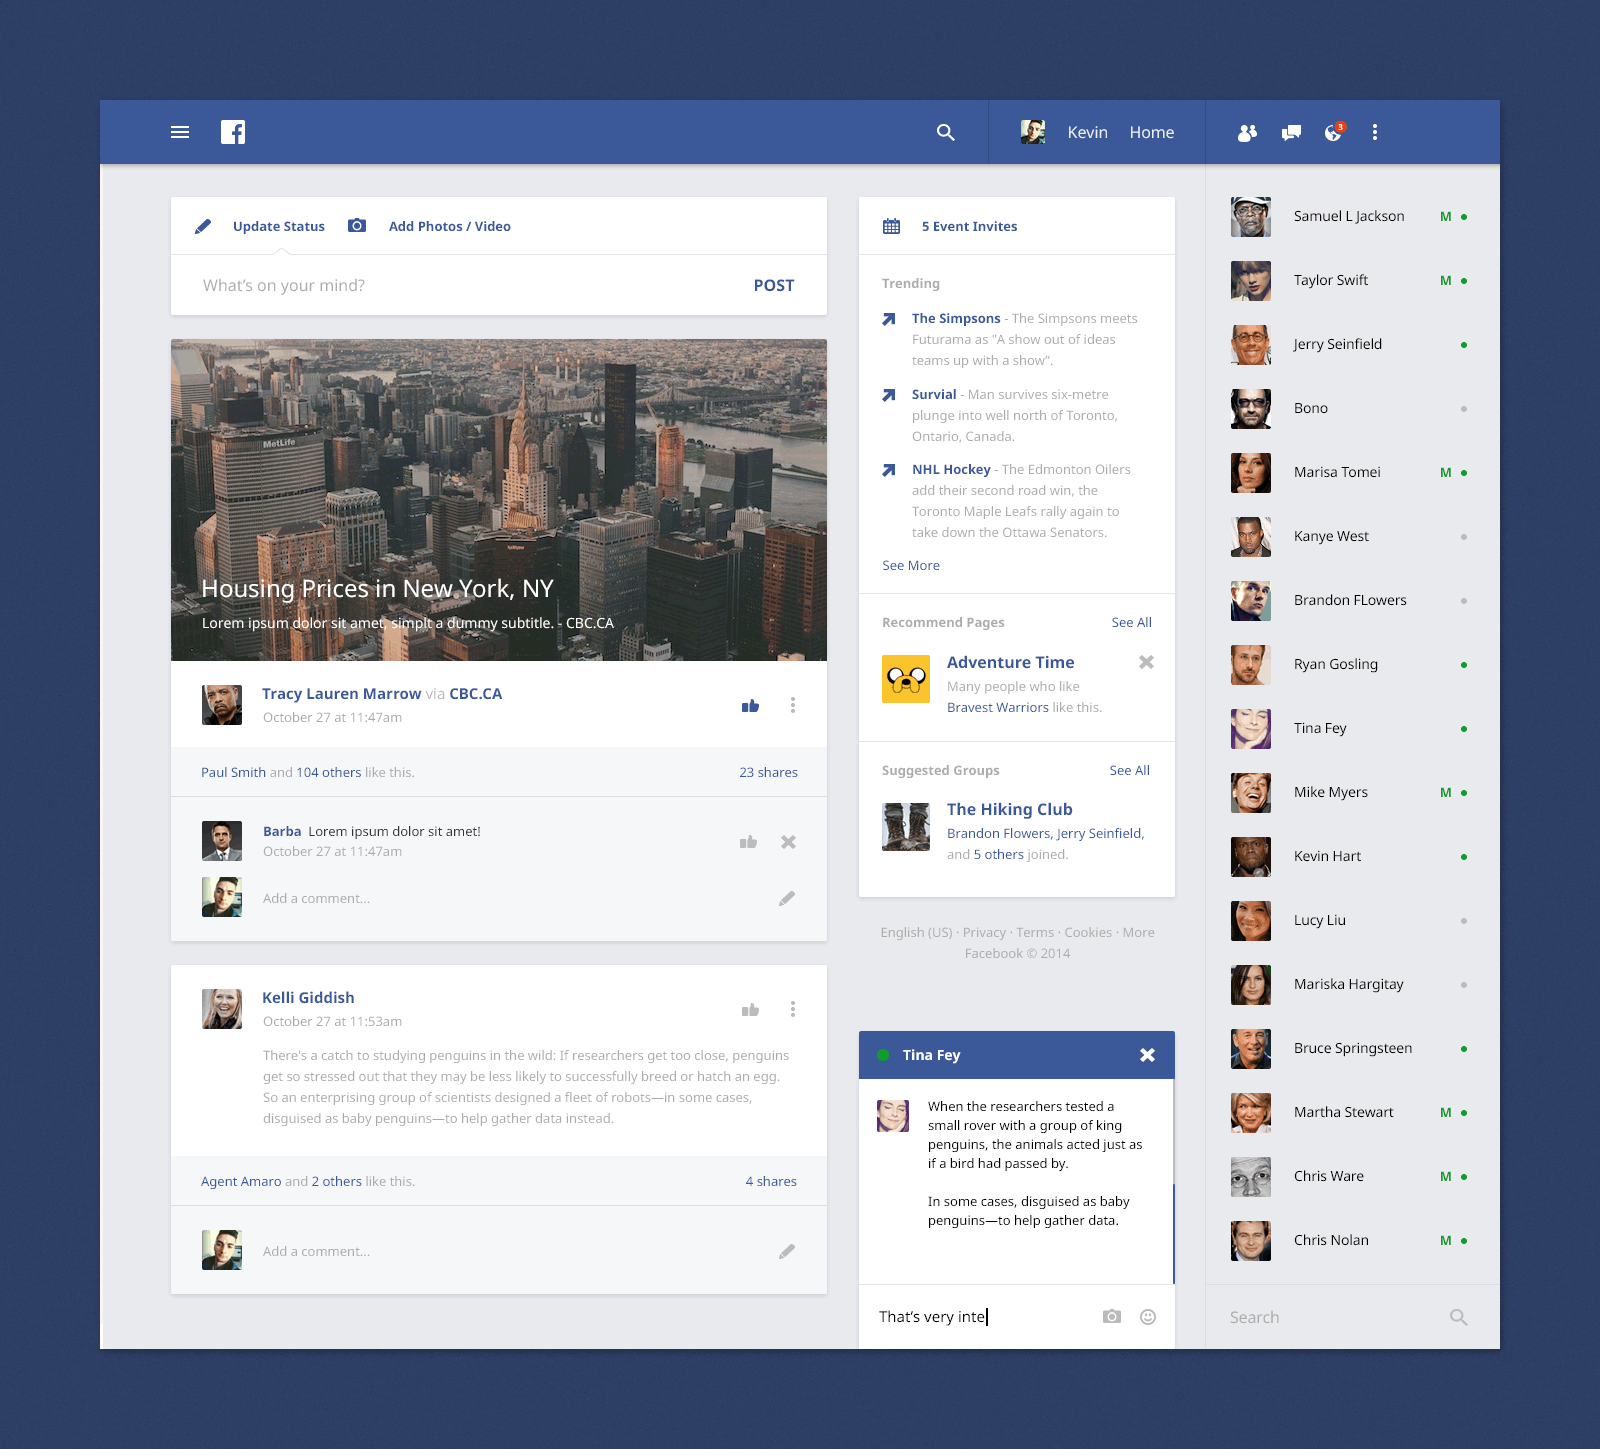 Kevin Home
3
Update Status Add Photos / Video
What's on your mind? POST
MetLife
Housing Prices in New York, NY
Lorem ipsum dolor sit amet, simplt a dummy subtitle. - CBC.CA
Tracy Lauren Marrow via CBC.CA
October 27 at 11:47am
Paul Smith and 104 others like this. 23 shares
Barba Lorem ipsum dolor sit amet!
October 27 at 11:47am
Add a comment...
Kelli Giddish
October 27 at 11:53am
There's a catch to studying penguins in the wild: If researchers get too close, penguins
get so stressed out that they may be less likely to successfully breed or hatch an egg.
So an enterprising group of scientists designed a fleet of robots—in some cases,
disguised as baby penguins—to help gather data instead.
Agent Amaro and 2 others like this. 4 shares
Add a comment...
5 Event Invites
Trending
The Simpsons - The Simpsons meets
Futurama as "A show out of ideas
teams up with a show".
Survial - Man survives six-metre
plunge into well north of Toronto,
Ontario, Canada.
NHL Hockey - The Edmonton Oilers
add their second road win, the
Toronto Maple Leafs rally again to
take down the Ottawa Senators.
See More
Recommend Pages See All
Adventure Time
Many people who like
Bravest Warriors like this.
Suggested Groups See All
The Hiking Club
Brandon Flowers, Jerry Seinfield,
and 5 others joined.
English (US) · Privacy · Terms · Cookies · More
Facebook © 2014
Tina Fey
When the researchers tested a
small rover with a group of king
penguins, the animals acted just as
if a bird had passed by.
In some cases, disguised as baby
penguins—to help gather data.
That's very inte
Samuel L Jackson M
Taylor Swift M
Jerry Seinfield
Bono
Marisa Tomei M
Kanye West
Brandon FLowers
Ryan Gosling
Tina Fey
Mike Myers M
Kevin Hart
Lucy Liu
Mariska Hargitay
Bruce Springsteen
Martha Stewart M
Chris Ware M
Chris Nolan M
Search